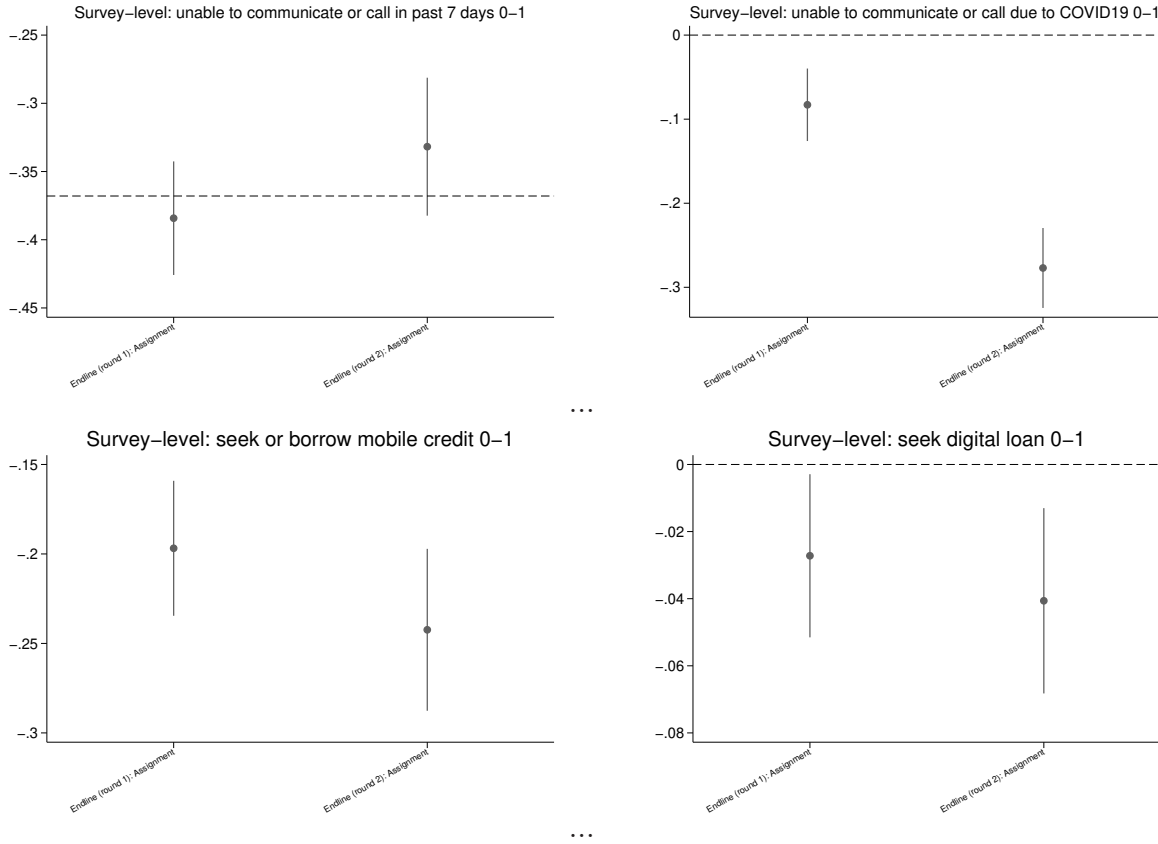 Survey−level: unable to communicate or call in past 7 days 0−1
−.25
−.3
−.35
−.4
−.45
Endline (round 1): Assignment
Endline (round 2): Assignment
Survey−level: unable to communicate or call due to COVID19 0−1
0
−.1
−.2
−.3
Endline (round 1): Assignment
Endline (round 2): Assignment
...
Survey−level: seek or borrow mobile credit 0−1
−.15
−.2
−.25
−.3
Endline (round 1): Assignment
Endline (round 2): Assignment
Survey−level: seek digital loan 0−1
0
−.02
−.04
−.06
−.08
Endline (round 1): Assignment
Endline (round 2): Assignment
...